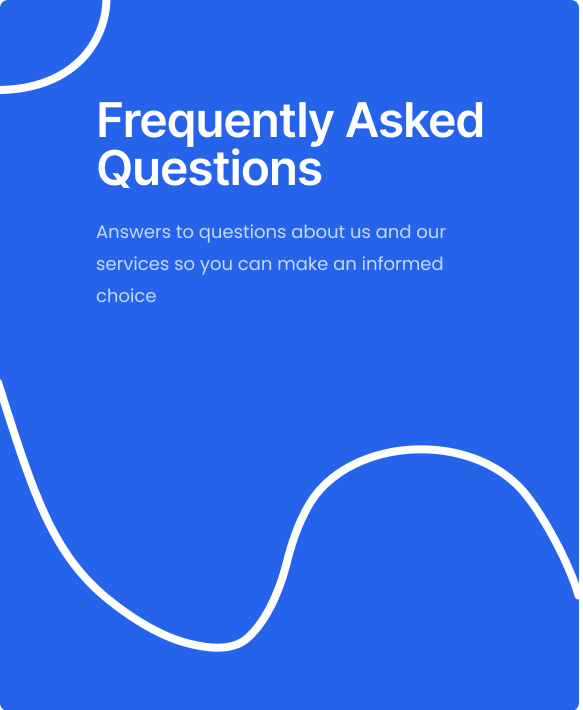 Frequently Asked
Questions
Answers to questions about us and our
services so you can make an informed
choice